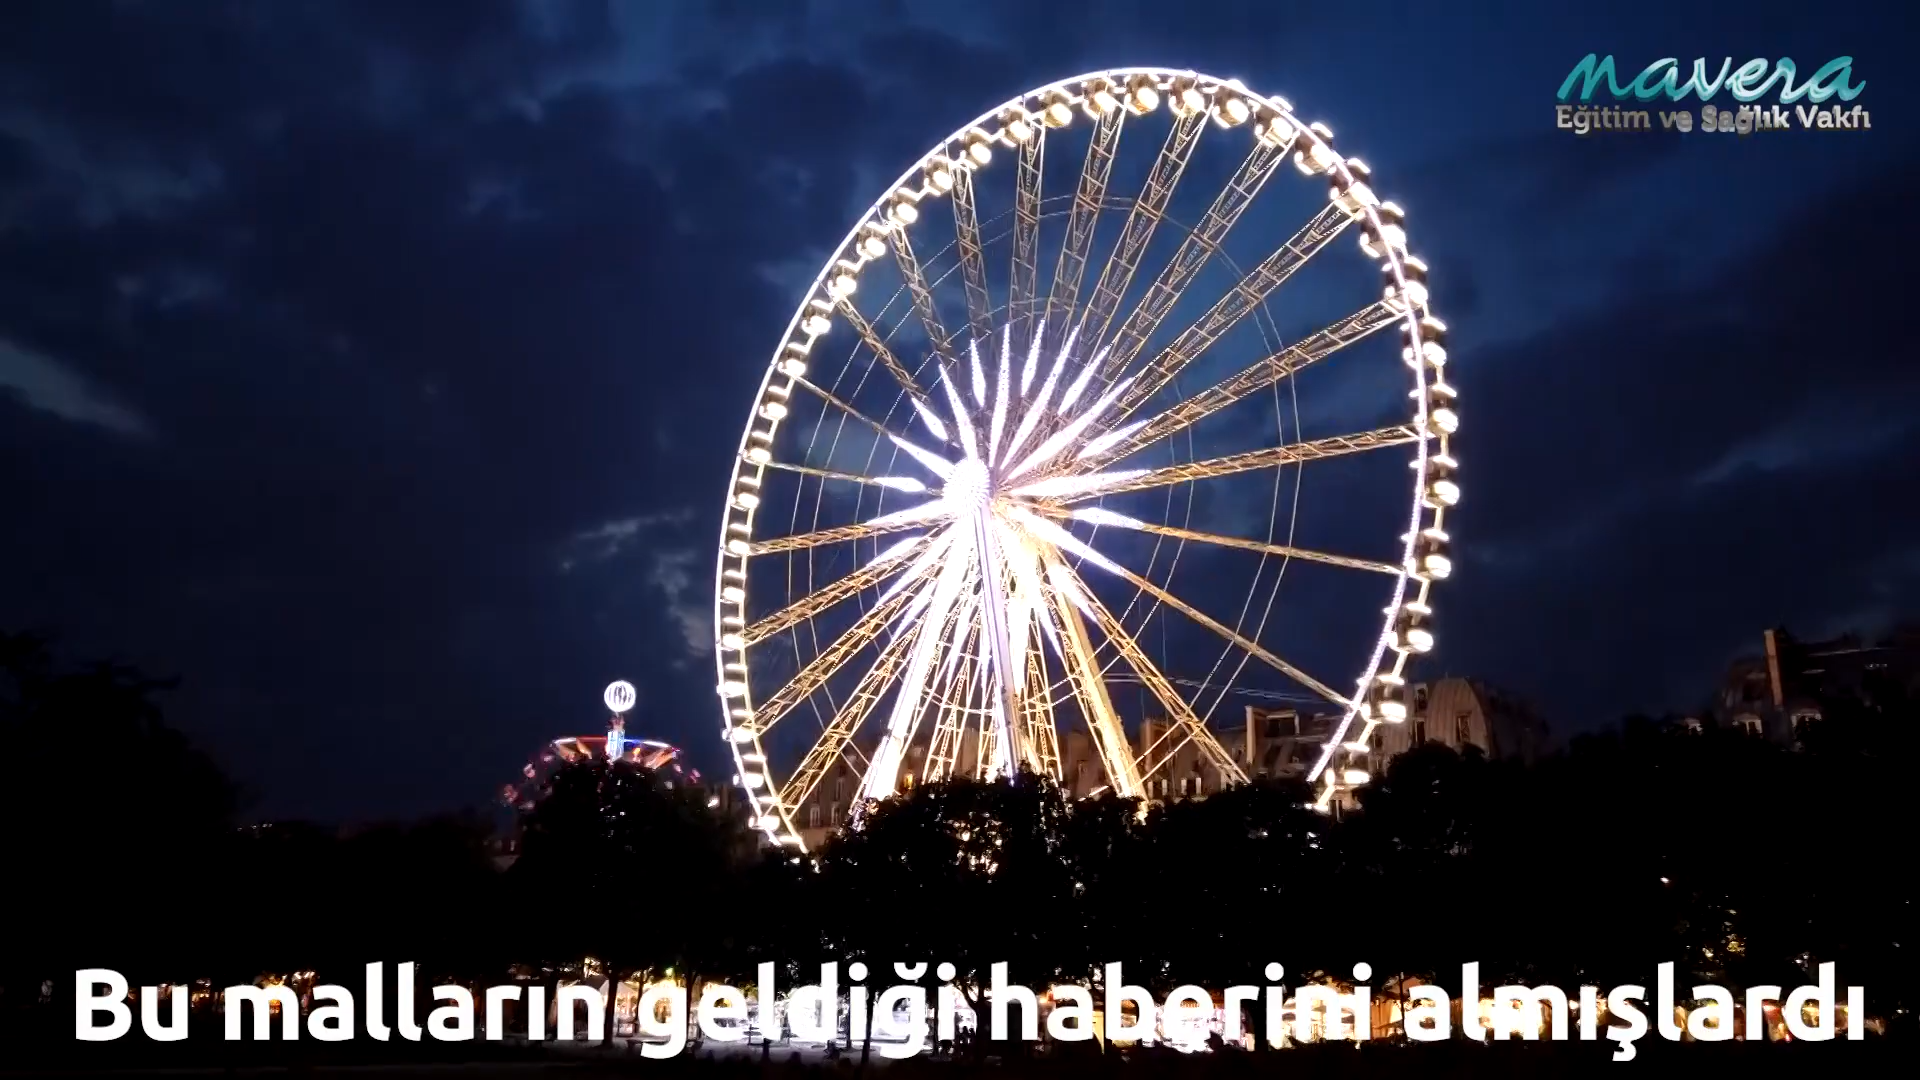 mavera
Eğitim ve Sağlık Vakfı
Bu malların geldiği haberini almışlardı